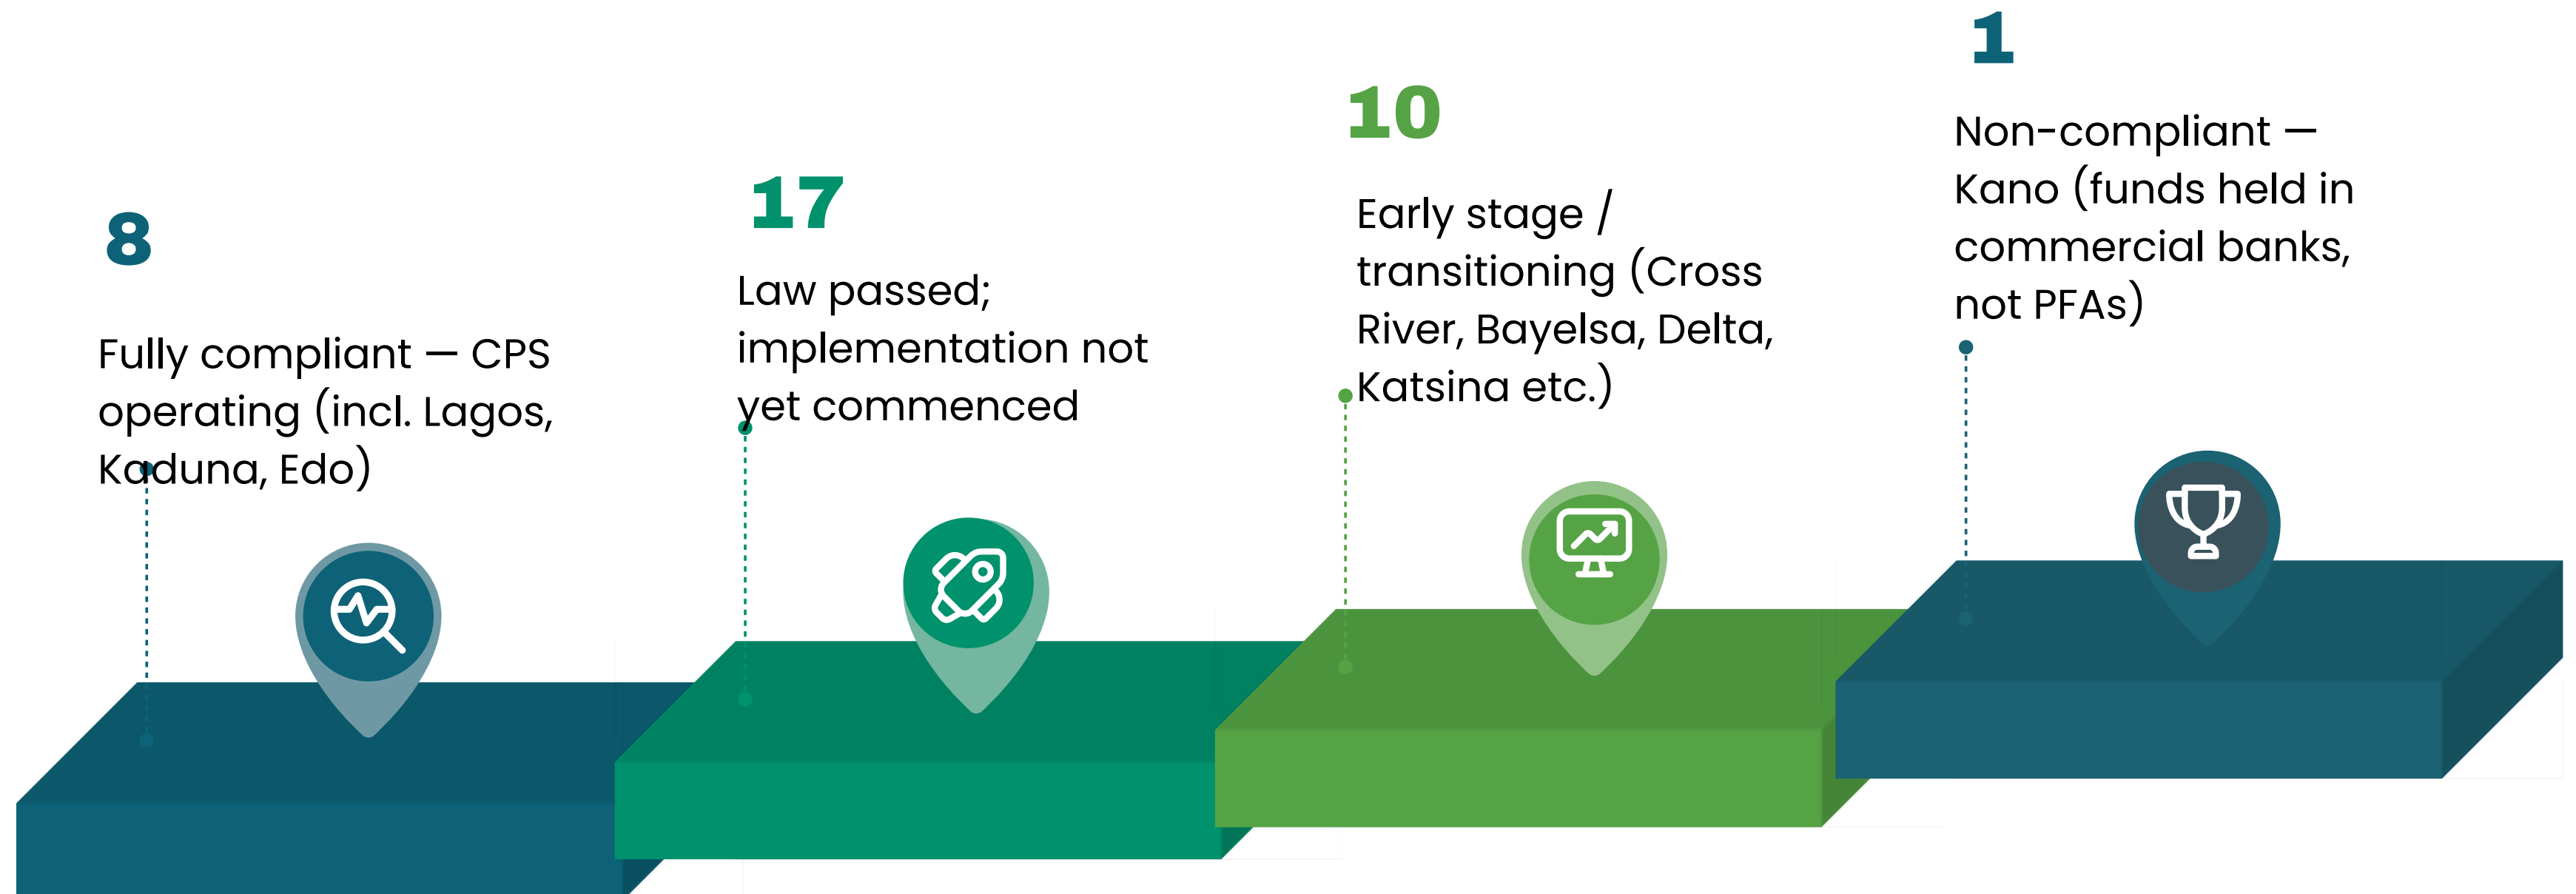 8
Fully compliant — CPS
operating (incl. Lagos,
Kaduna, Edo)
17
Law passed;
implementation not
yet commenced
10
Early stage /
transitioning (Cross
River, Bayelsa, Delta,
Katsina etc.)
1
Non-compliant —
Kano (funds held in
commercial banks,
not PFAs)